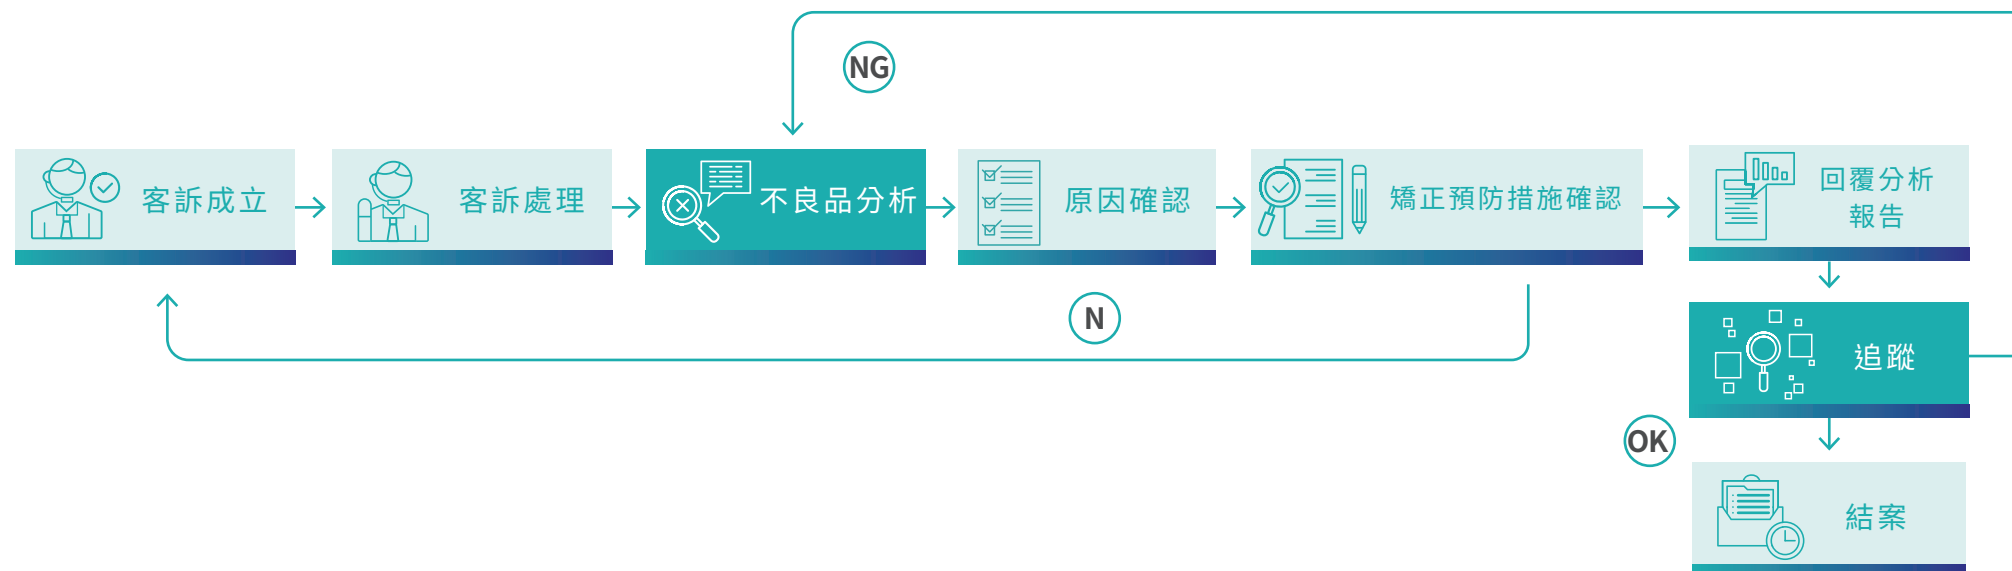 NG
客訴成立
客訴處理
不良品分析
原因確認
矯正預防措施確認
回覆分析
報告
N
追蹤
OK
結案